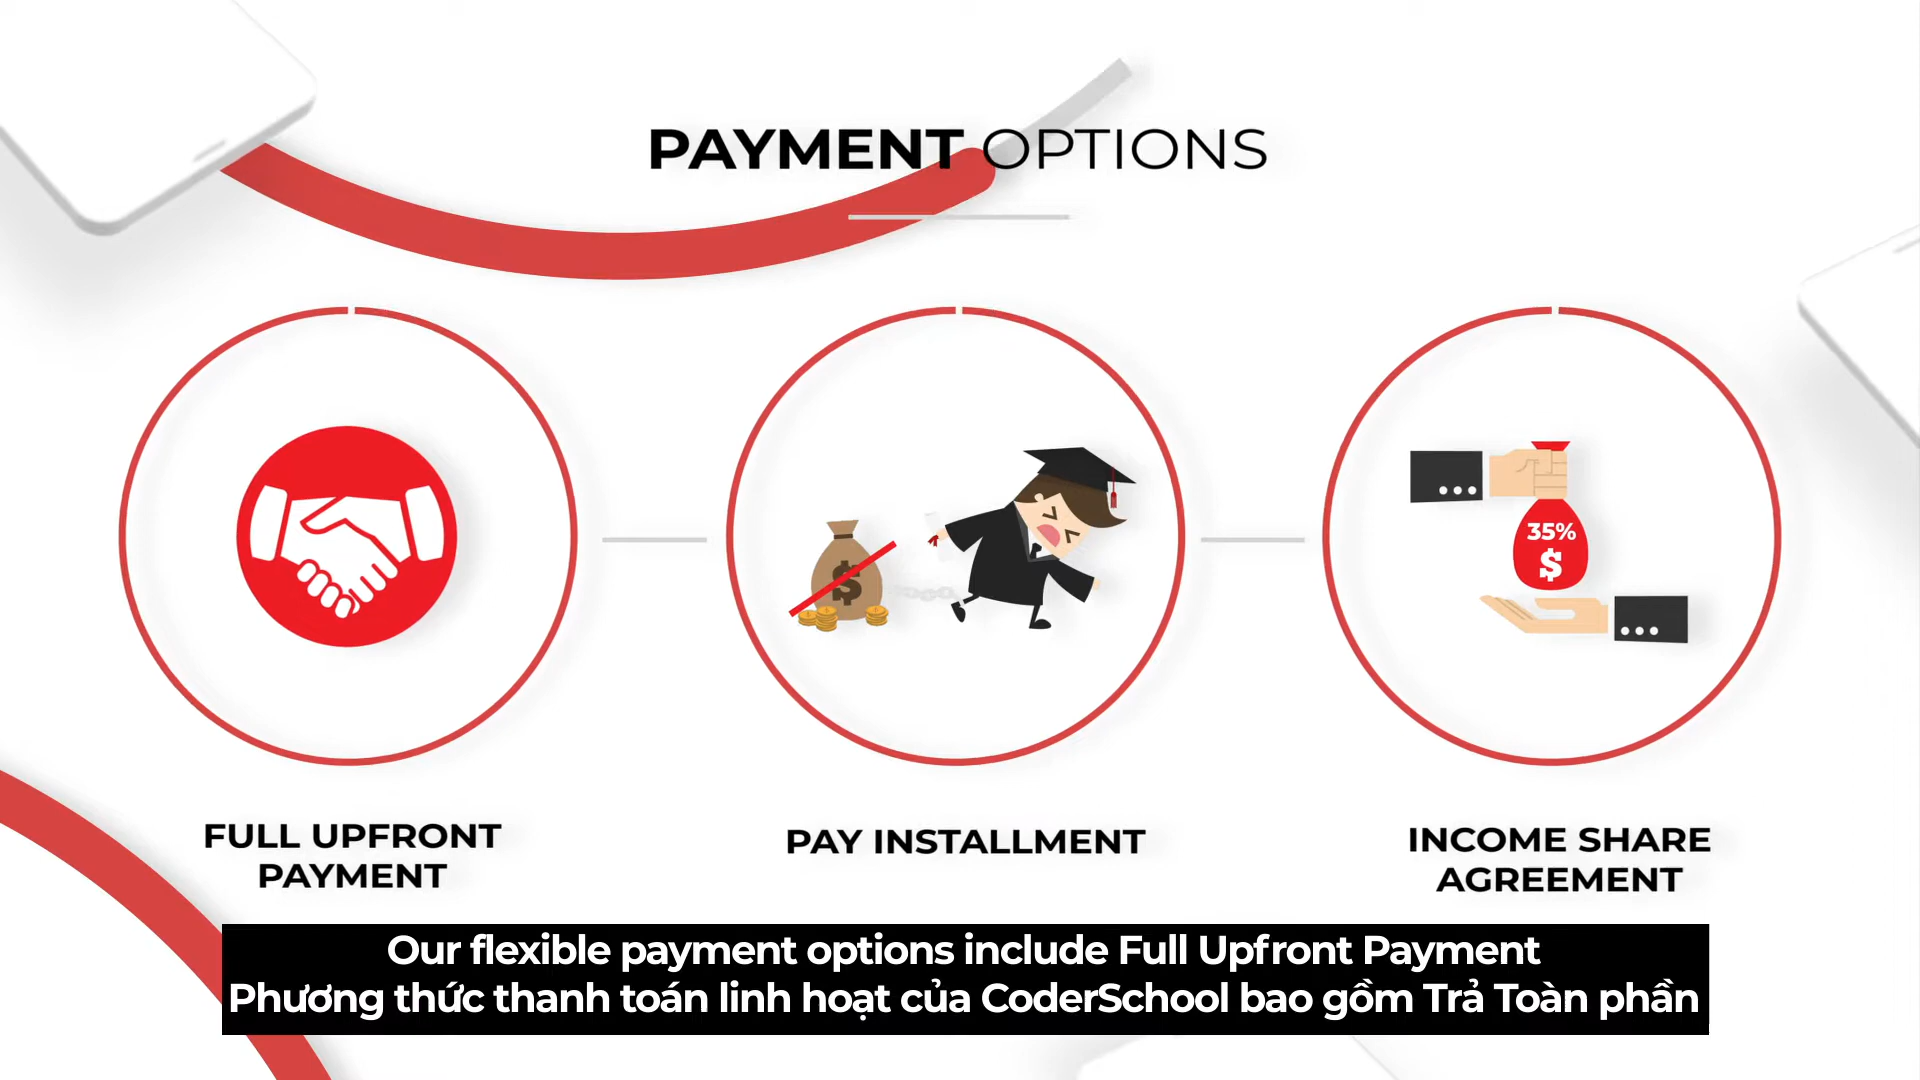 PAYMENT OPTIONS
FULL UPFRONT
PAYMENT
$
PAY INSTALLMENT
35%
$
INCOME SHARE
AGREEMENT
Our flexible payment options include Full Upfront Payment
Phương thức thanh toán linh hoạt của CoderSchool bao gồm Trả Toàn phần